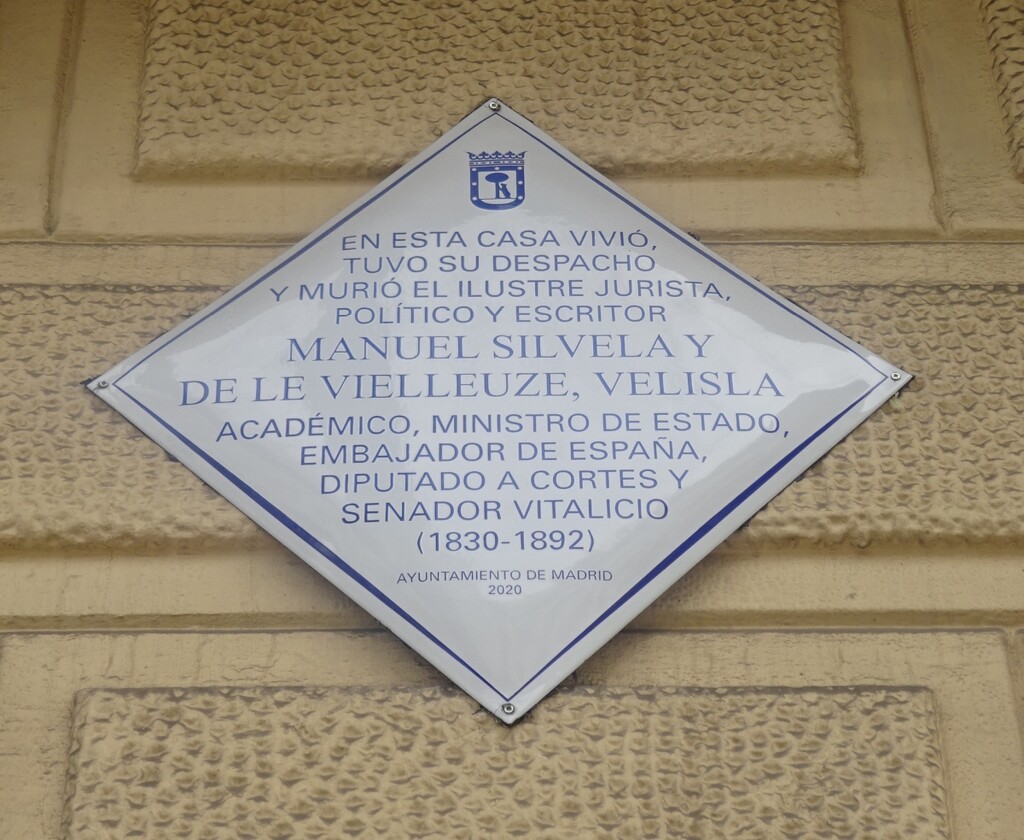 EN ESTA CASA VIVIÓ,
TUVO SU DESPACHO
Y MURIÓ EL ILUSTRE JURISTA,
POLÍTICO Y ESCRITOR
MANUEL SILVELA Y
DE LE VIELLEUZE, VELISLA
ACADÉMICO, MINISTRO DE ESTADO,
EMBAJADOR DE ESPAÑA,
DIPUTADO A CORTES Y
SENADOR VITALICIO
(1830-1892)
AYUNTAMIENTO DE MADRID
2020